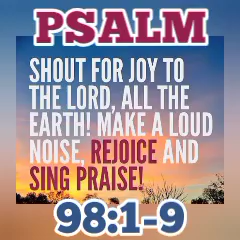 PSALM
SHOUT FOR JOY TO
THE LORD, ALL THE
EARTH! MAKE A LOUD
NOISE, REJOICE AND
SING PRAISE!
98:1-9